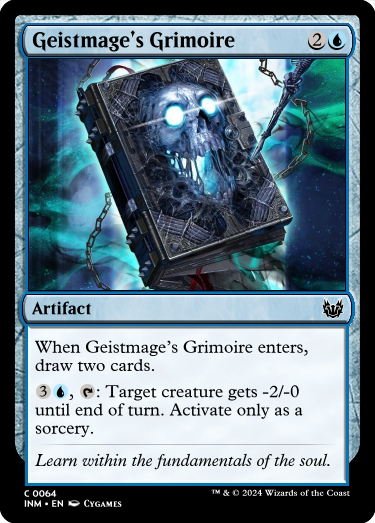 Geistmage's Grimoire 2
Artifact
When Geistmage's Grimoire enters,
draw two cards.
3, : Target creature gets -2/-0
until end of turn. Activate only as a
sorcery.
Learn within the fundamentals of the soul.
C 0064
INM • EN CYGAMES
™ & © 2024 Wizards of the Coast